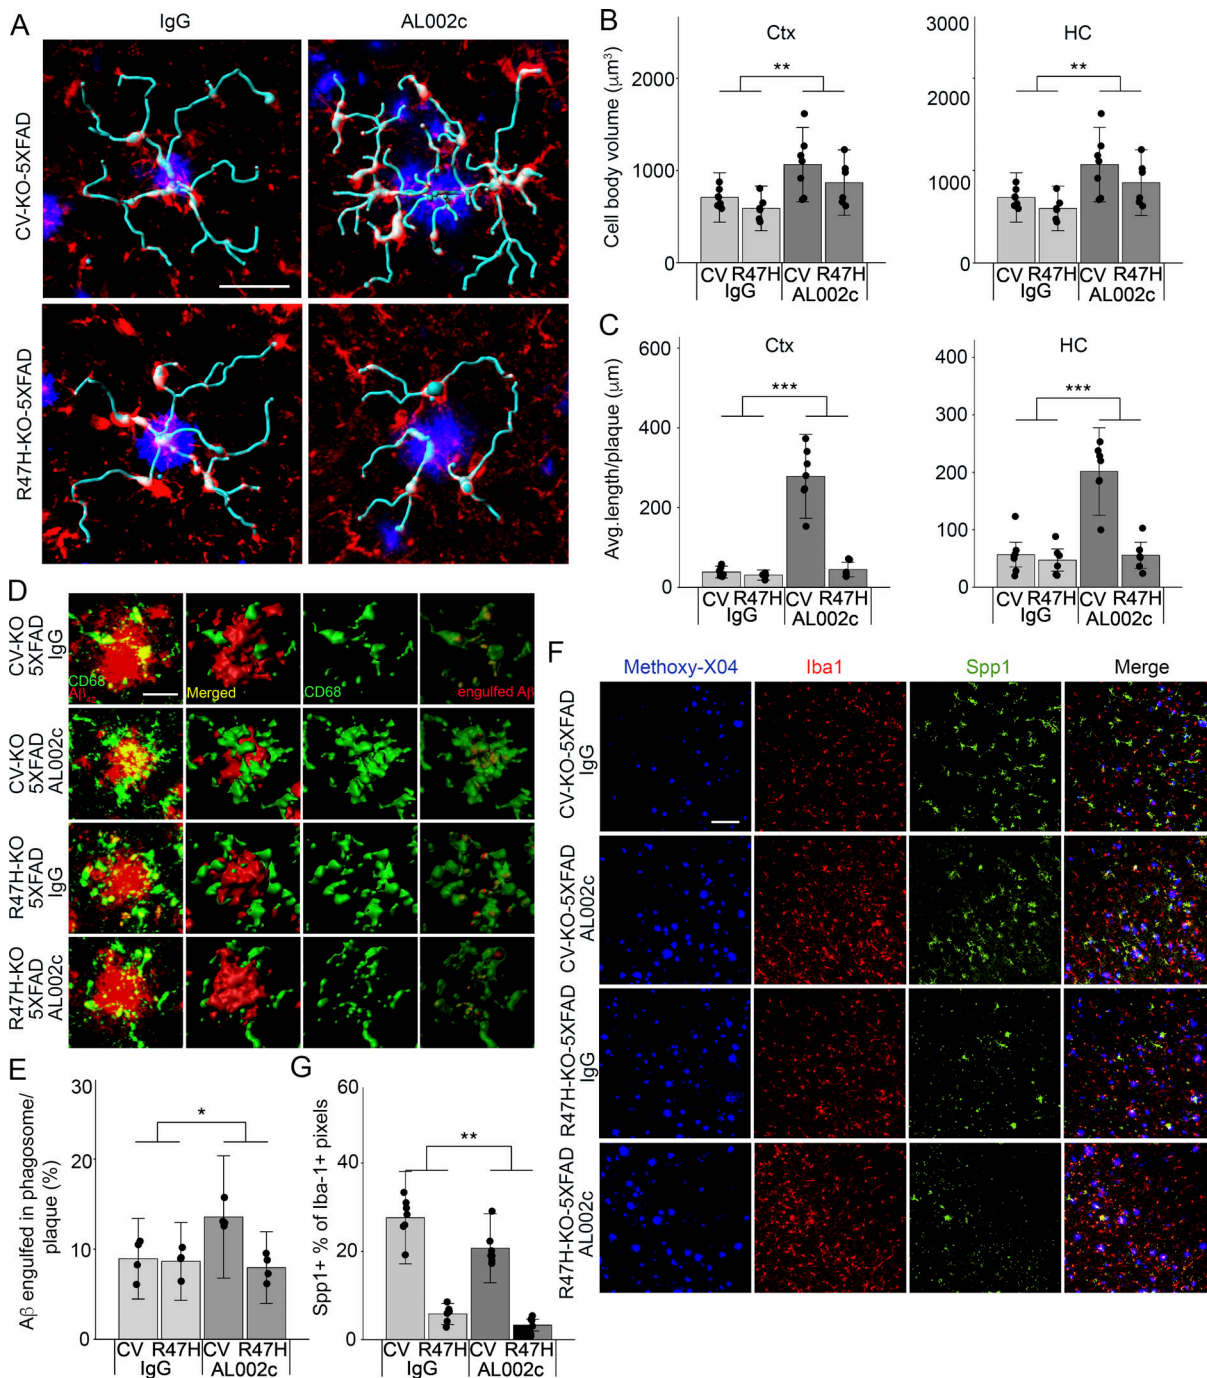 A
IgG
AL002c
CV-KO-5XFAD
R47H-KO-5XFAD
B
Ctx
HC
Cell body volume (μm³)
2000
1000
0
**
3000
2000
1000
0
**
CV R47H CV R47H
IgG AL002c
CV R47H CV R47H
IgG AL002c
C
Ctx
HC
Avg.length/plaque (μm)
600
400
200
0
***
400
300
200
100
0
***
CV R47H CV R47H
IgG AL002c
CV R47H CV R47H
IgG AL002c
D
CV-KO
5XFAD
IgG
CD68
Aβ42
Merged
CD68
engulfed Aβ
CV-KO
5XFAD
AL002c
R47H-KO
5XFAD
IgG
R47H-KO
5XFAD
AL002c
E
Aβ engulfed in phagosome/
plaque (%)
30
20
10
0
*
CV R47H CV R47H
IgG AL002c
G
Spp1+ % of Iba-1+ pixels
60
40
20
0
**
CV R47H CV R47H
IgG AL002c
F
Methoxy-X04
Iba1
Spp1
Merge
CV-KO-5XFAD
IgG
CV-KO-5XFAD
AL002c
R47H-KO-5XFAD
IgG
R47H-KO-5XFAD
AL002c